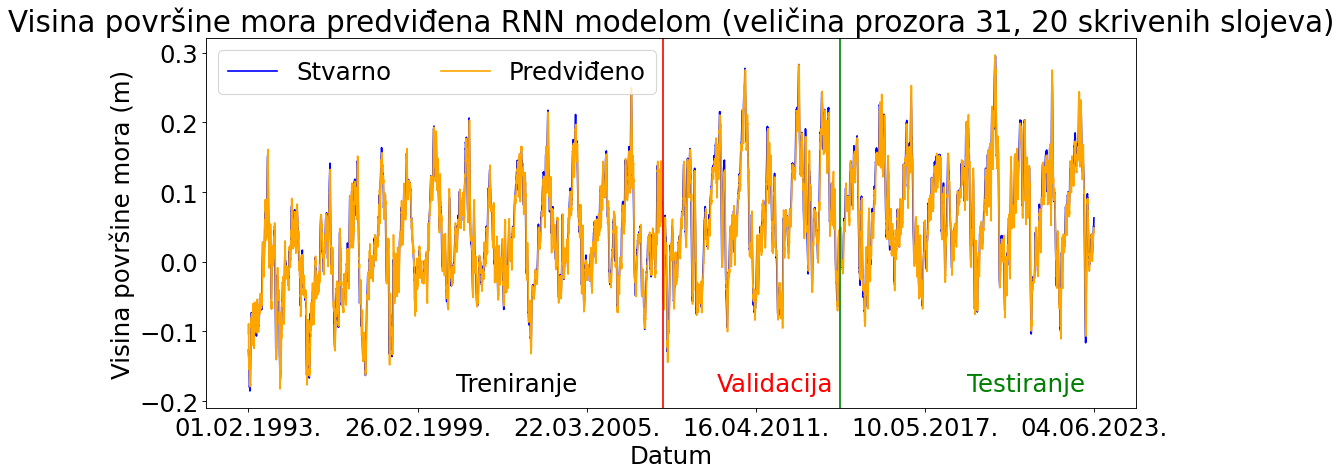 Visina površine mora predviđena RNN modelom (veličina prozora 31, 20 skrivenih slojeva)
Stvarno
Predviđeno
Visina površine mora (m)
0.3
0.2
0.1
0.0
−0.1
−0.2
Treniranje
Validacija
Testiranje
01.02.1993.
26.02.1999.
22.03.2005.
16.04.2011.
10.05.2017.
04.06.2023.
Datum